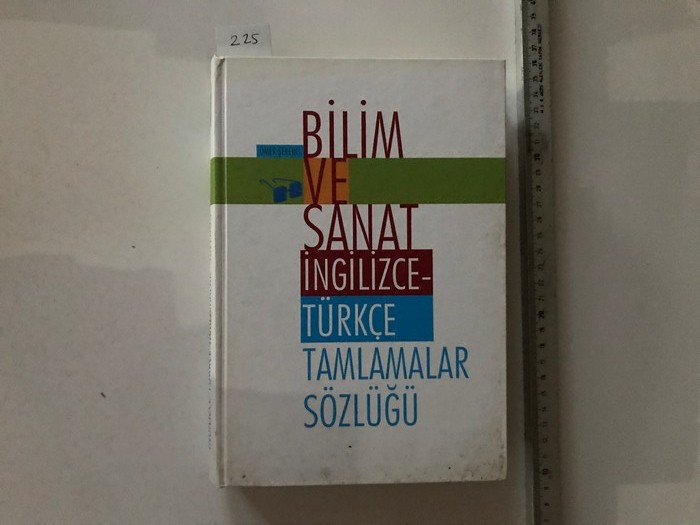 225
BİLİM
VE
SANAT
İNGİLİZCE-
TÜRKÇE
TAMLAMALAR
SÖZLÜĞÜ